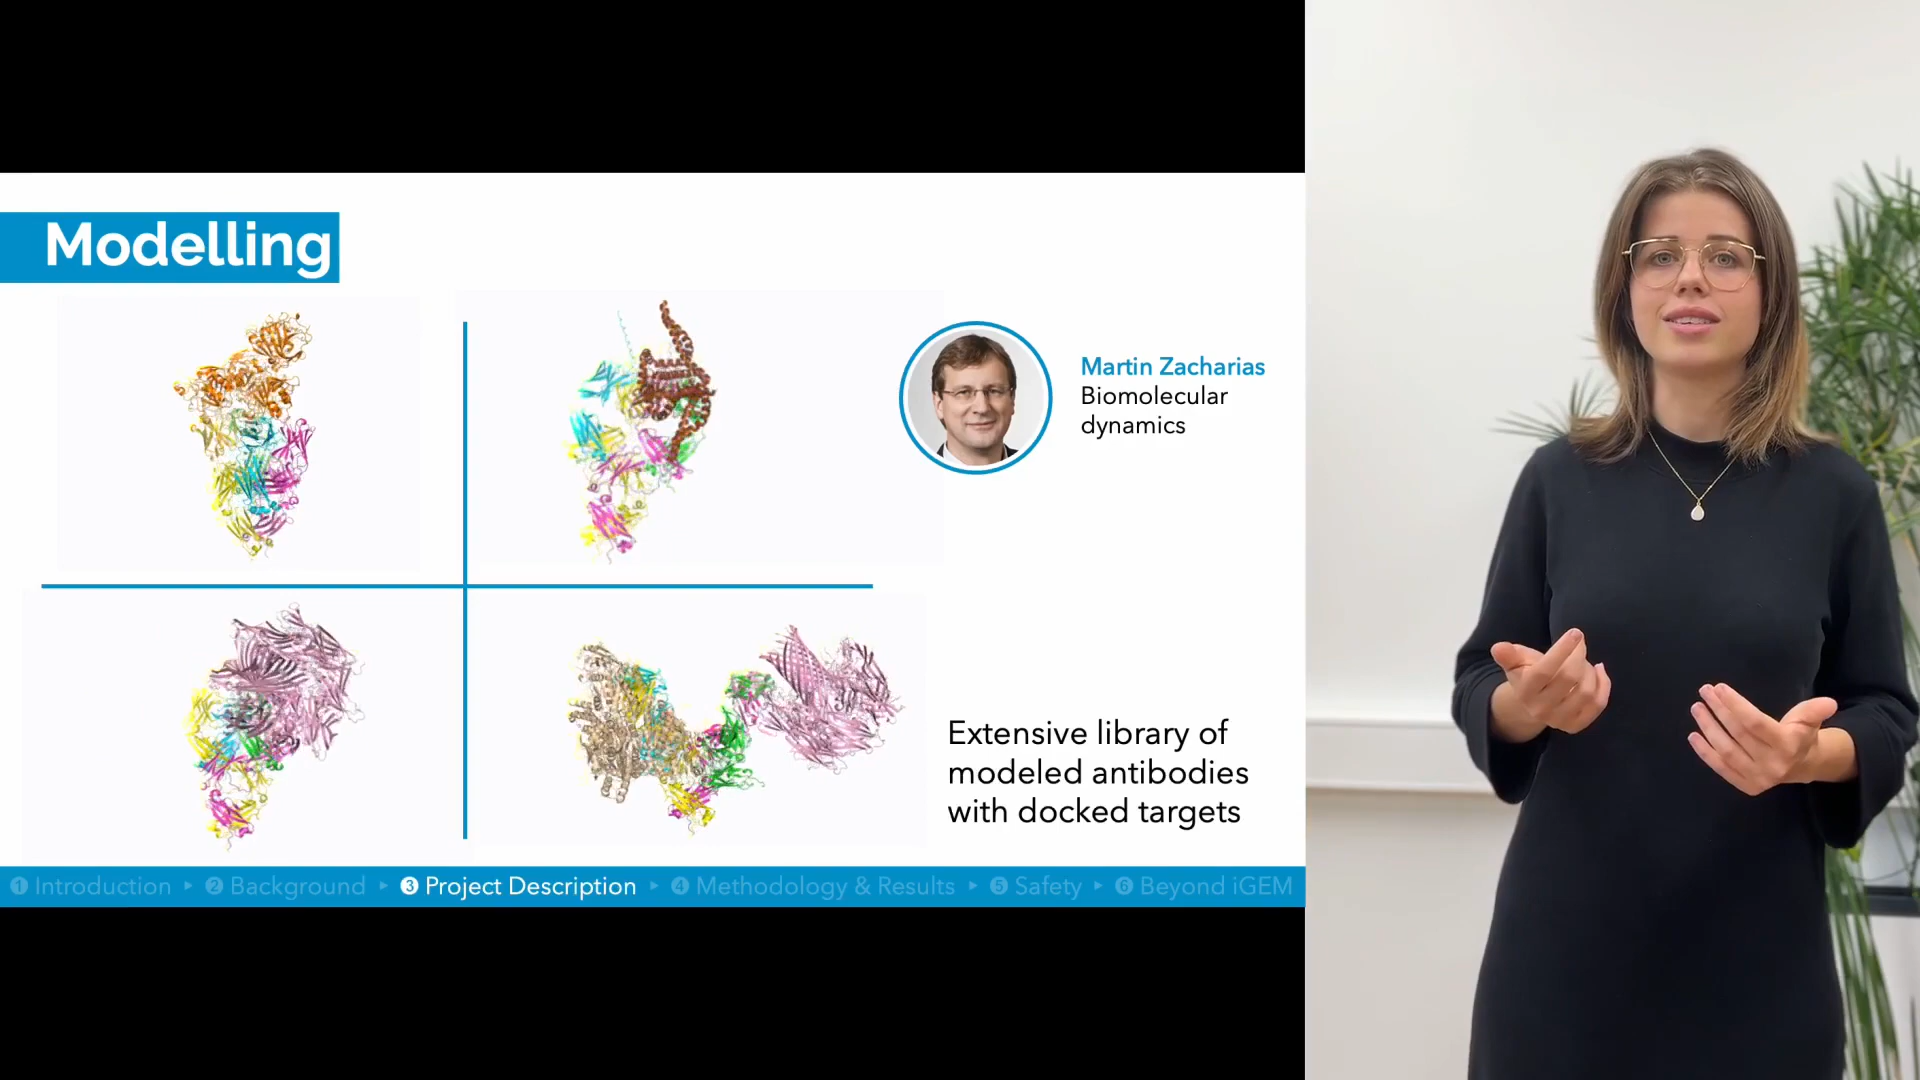 Modelling
Martin Zacharias
Biomolecular
dynamics
Extensive library of
modeled antibodies
with docked targets
❶ Introduction ▸ ❷ Background ▸ ❸ Project Description ▸ ❹ Methodology & Results ▸ ❺ Safety ▸ ❻ Beyond iGEM